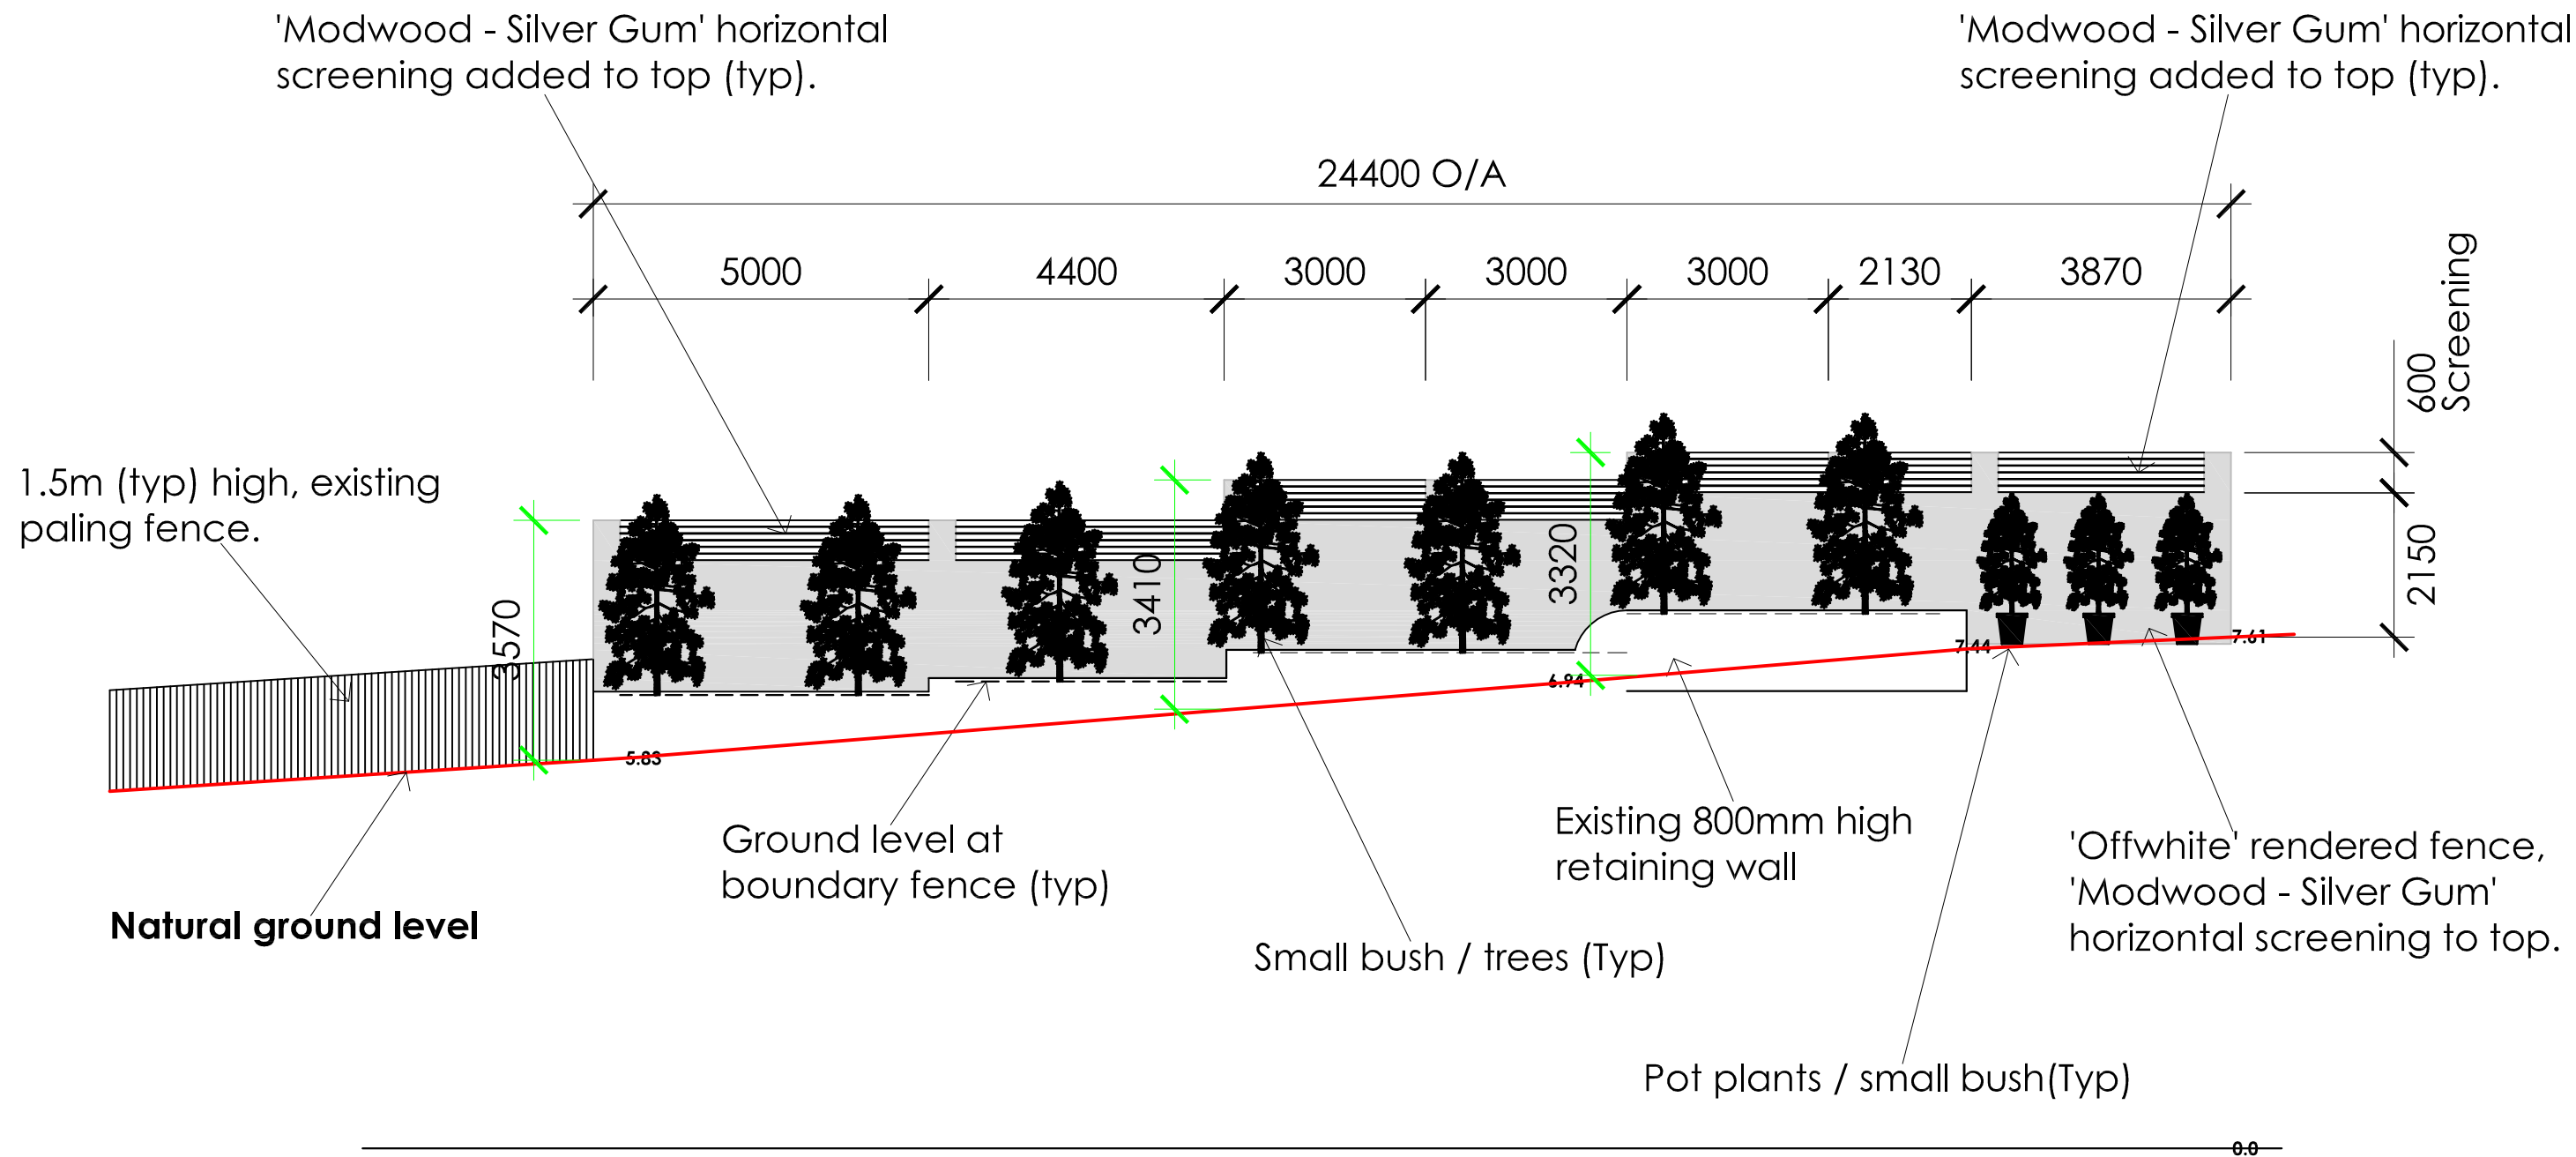 'Modwood - Silver Gum' horizontal
screening added to top (typ).
'Modwood - Silver Gum' horizontal
screening added to top (typ).
24400 O/A
5000
4400
3000
3000
3000
2130
3870
Screening
600
2150
1.5m (typ) high, existing
paling fence.
3570
3410
3320
5.83
6.94
7.44
7.61
Ground level at
boundary fence (typ)
Natural ground level
Existing 800mm high
retaining wall
'Offwhite' rendered fence,
'Modwood - Silver Gum'
horizontal screening to top.
Small bush / trees (Typ)
Pot plants / small bush(Typ)
0.0